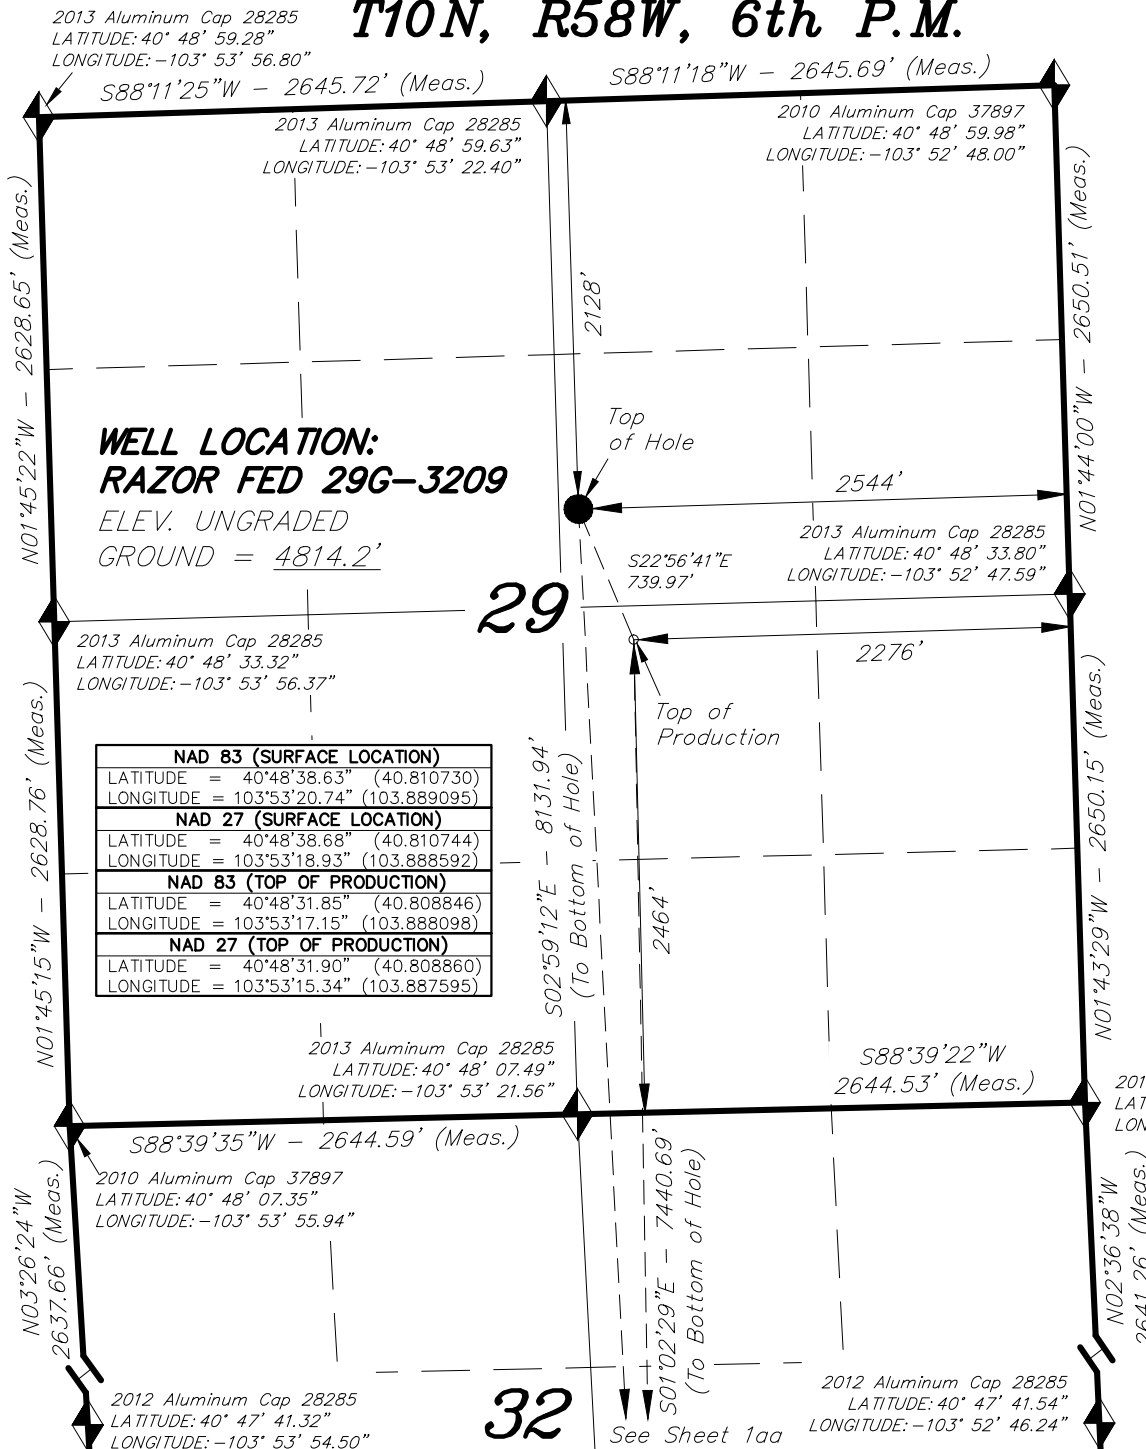 T10N, R58W, 6th P.M.
2013 Aluminum Cap 28285
LATITUDE: 40° 48' 59.28"
LONGITUDE: -103° 53' 56.80"
S88°11'25"W - 2645.72' (Meas.)
S88°11'18"W - 2645.69' (Meas.)
2013 Aluminum Cap 28285
LATITUDE: 40° 48' 59.63"
LONGITUDE: -103° 53' 22.40"
2010 Aluminum Cap 37897
LATITUDE: 40° 48' 59.98"
LONGITUDE: -103° 52' 48.00"
N01°45'22"W - 2628.65' (Meas.)
2128'
N01°44'00"W - 2650.51' (Meas.)
Top
of Hole
WELL LOCATION:
RAZOR FED 29G-3209
ELEV. UNGRADED
GROUND = 4814.2'
2544'
2013 Aluminum Cap 28285
LATITUDE: 40° 48' 33.80"
LONGITUDE: -103° 52' 47.59"
S22°56'41"E
739.97'
29
2276'
2013 Aluminum Cap 28285
LATITUDE: 40° 48' 33.32"
LONGITUDE: -103° 53' 56.37"
Top of
Production
NAD 83 (SURFACE LOCATION)
LATITUDE = 40°48'38.63" (40.810730)
LONGITUDE = 103°53'20.74" (103.889095)
NAD 27 (SURFACE LOCATION)
LATITUDE = 40°48'38.68" (40.810744)
LONGITUDE = 103°53'18.93" (103.888592)
NAD 83 (TOP OF PRODUCTION)
LATITUDE = 40°48'31.85" (40.808846)
LONGITUDE = 103°53'17.15" (103.888098)
NAD 27 (TOP OF PRODUCTION)
LATITUDE = 40°48'31.90" (40.808860)
LONGITUDE = 103°53'15.34" (103.887595)
N01°45'15"W - 2628.76' (Meas.)
S02°59'12"E - 8131.94'
(To Bottom of Hole)
2464'
N01°43'29"W - 2650.15' (Meas.)
2013 Aluminum Cap 28285
LATITUDE: 40° 48' 07.49"
LONGITUDE: -103° 53' 21.56"
S88°39'22"W
2644.53' (Meas.)
201
LAT
LON
S88°39'35"W - 2644.59' (Meas.)
2010 Aluminum Cap 37897
LATITUDE: 40° 48' 07.35"
LONGITUDE: -103° 53' 55.94"
N03°26'24"W
2637.66' (Meas.)
S01°02'29"E - 7440.69'
(To Bottom of Hole)
N02°36'38"W
2641.26' (Meas.)
2012 Aluminum Cap 28285
LATITUDE: 40° 47' 41.32"
LONGITUDE: -103° 53' 54.50"
32
See Sheet 1aa
2012 Aluminum Cap 28285
LATITUDE: 40° 47' 41.54"
LONGITUDE: -103° 52' 46.24"